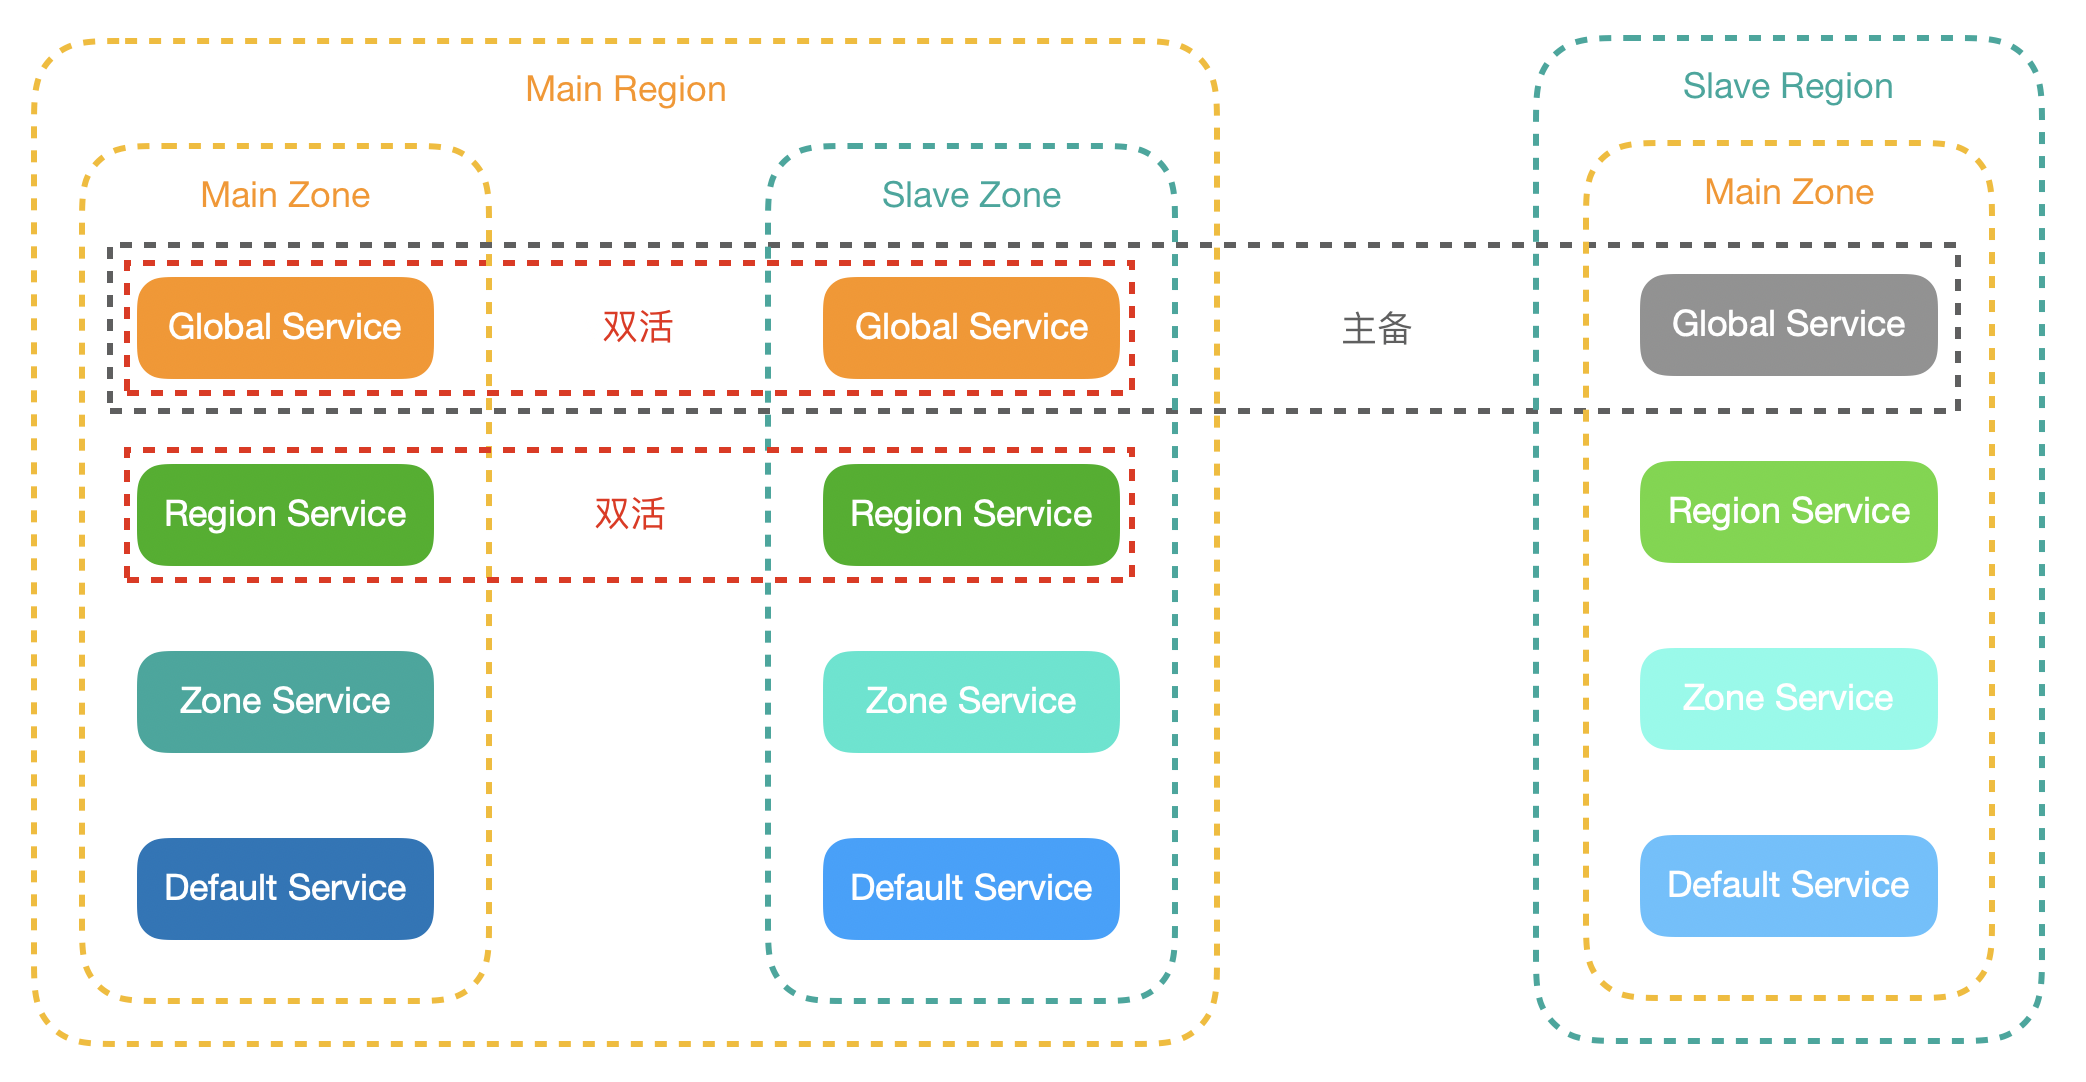 Main Region
Slave Region
Main Zone
Slave Zone
Main Zone
Global Service
双活
Global Service
主备
Global Service
Region Service
双活
Region Service
Region Service
Zone Service
Zone Service
Zone Service
Default Service
Default Service
Default Service